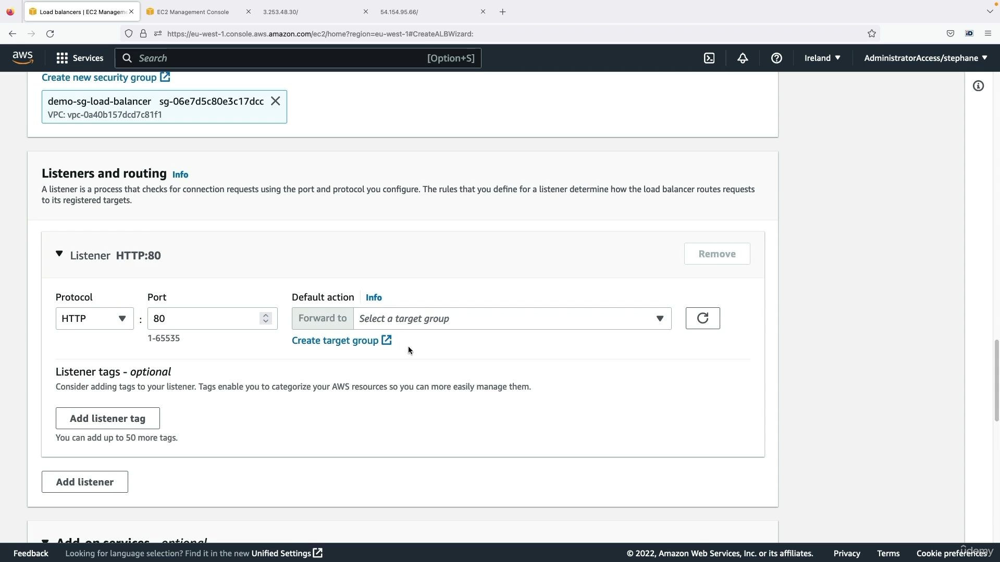 Load balancers | EC2 Managem
EC2 Management Console
3.253.48.30/
54.154.95.66/
https://eu-west-1.console.aws.amazon.com/ec2/home?region=eu-west-1#CreateALBWizard:
iD
aws
Services
Search
[Option+S]
Ireland
AdministratorAccess/stephane
Create new security group
demo-sg-load-balancer sg-06e7d5c80e3c17dcc
VPC: vpc-0a40b157dcd7c81f1
Listeners and routing Info
A listener is a process that checks for connection requests using the port and protocol you configure. The rules that you define for a listener determine how the load balancer routes requests
to its registered targets.
Listener HTTP:80
Remove
Protocol
Port
Default action
Info
HTTP
:
80
Forward to
Select a target group
1-65535
Create target group
Listener tags - optional
Consider adding tags to your listener. Tags enable you to categorize your AWS resources so you can more easily manage them.
Add listener tag
You can add up to 50 more tags.
Add listener
Add-on services - optional
Feedback
Looking for language selection? Find it in the new Unified Settings
© 2022, Amazon Web Services, Inc. or its affiliates.
Privacy
Terms
Cookie preferences
udemy